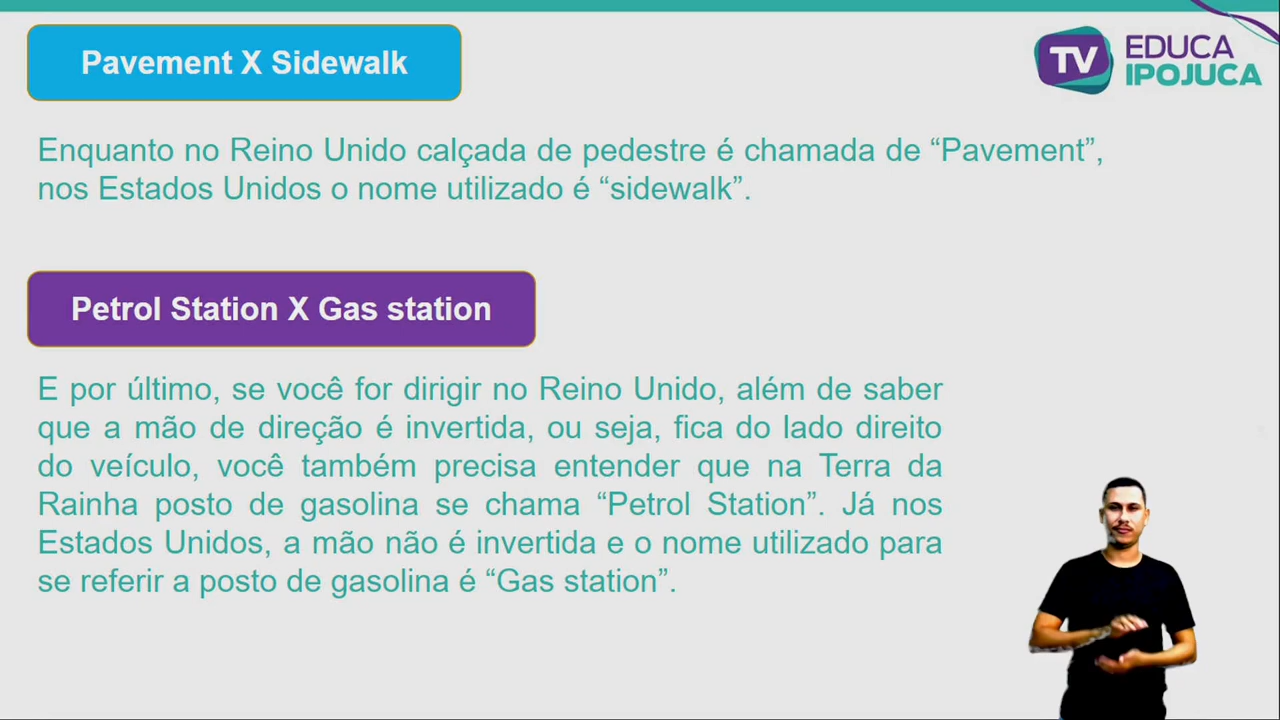 Pavement X Sidewalk
TV EDUCA
IPOJUCA
Enquanto no Reino Unido calçada de pedestre é chamada de “Pavement”,
nos Estados Unidos o nome utilizado é “sidewalk”.
Petrol Station X Gas station
E por último, se você for dirigir no Reino Unido, além de saber
que a mão de direção é invertida, ou seja, fica do lado direito
do veículo, você também precisa entender que na Terra da
Rainha posto de gasolina se chama “Petrol Station”. Já nos
Estados Unidos, a mão não é invertida e o nome utilizado para
se referir a posto de gasolina é “Gas station”.